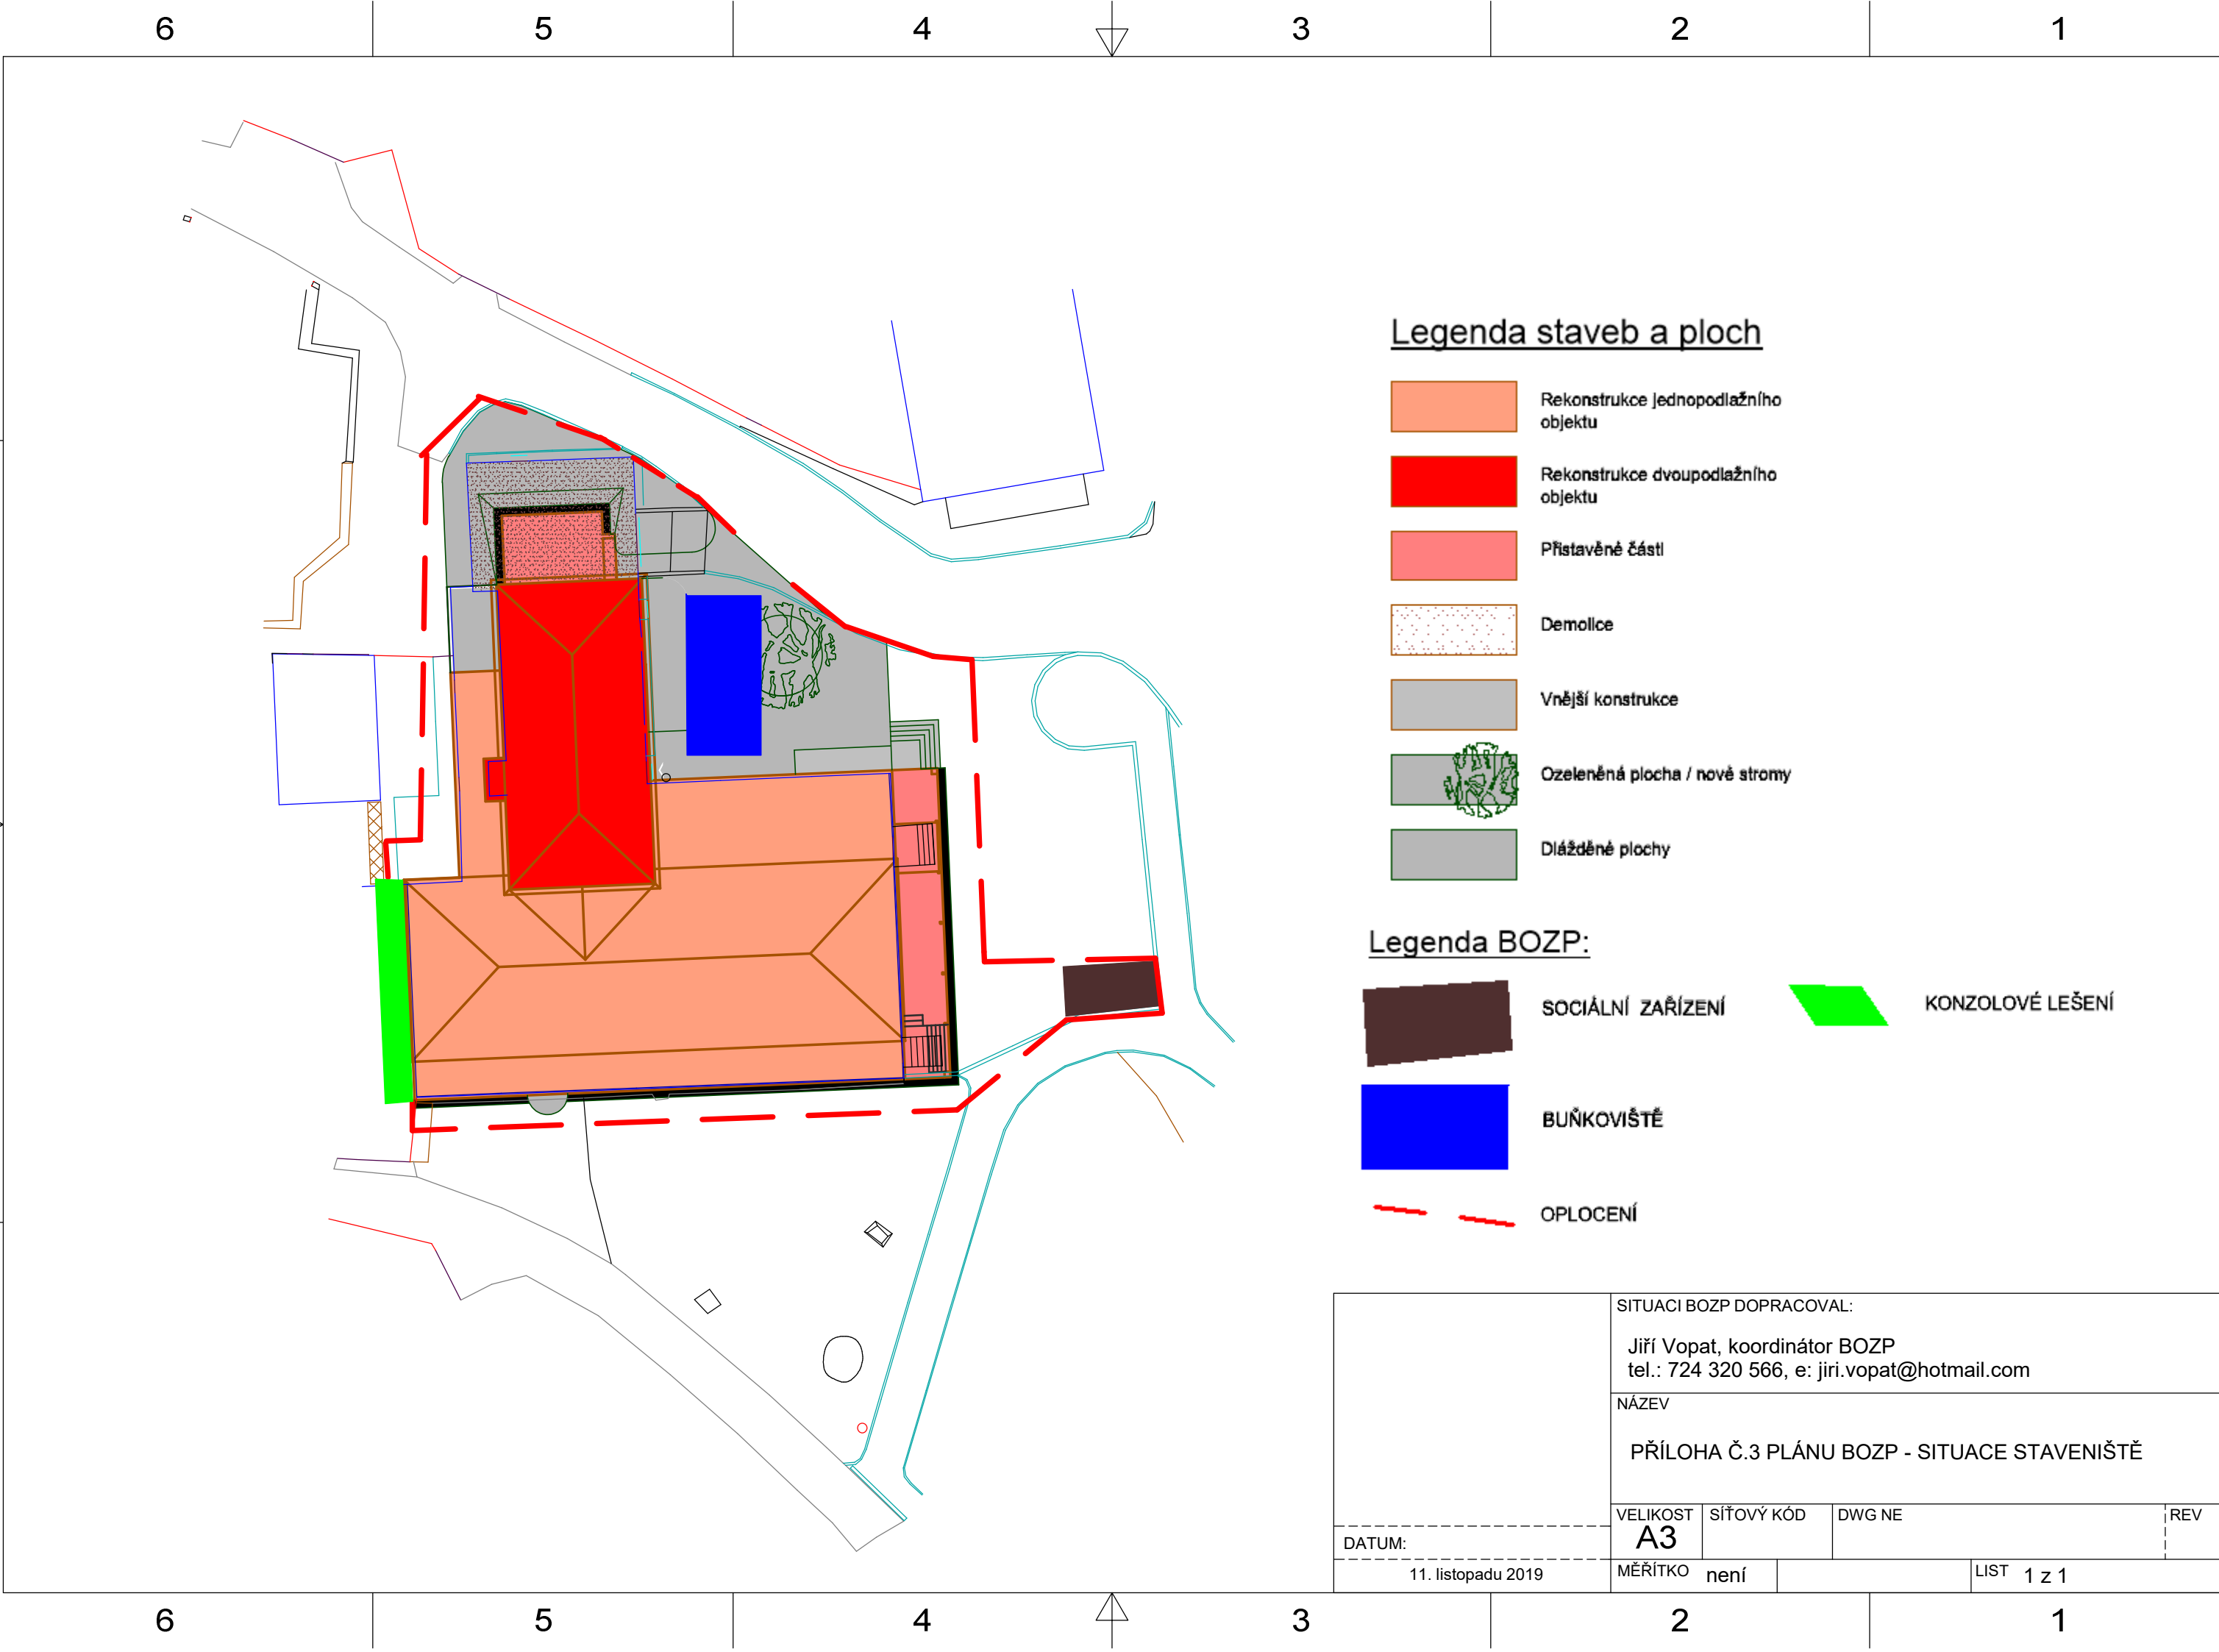 6 5 4 3 2 1
Legenda staveb a ploch
Rekonstrukce jednopodlažního
objektu
Rekonstrukce dvoupodlažního
objektu
Přistavěné části
Demolice
Vnější konstrukce
Ozeleněná plocha / nové stromy
Dlážděné plochy
Legenda BOZP:
SOCIÁLNÍ ZAŘÍZENÍ
KONZOLOVÉ LEŠENÍ
BUŇKOVIŠTĚ
OPLOCENÍ
SITUACI BOZP DOPRACOVAL:
Jiří Vopat, koordinátor BOZP
tel.: 724 320 566, e: jiri.vopat@hotmail.com
NÁZEV
PŘÍLOHA Č.3 PLÁNU BOZP - SITUACE STAVENIŠTĚ
VELIKOST SÍŤOVÝ KÓD DWG NE REV
A3
DATUM:
11. listopadu 2019
MĚŘÍTKO není LIST 1 z 1
6 5 4 3 2 1